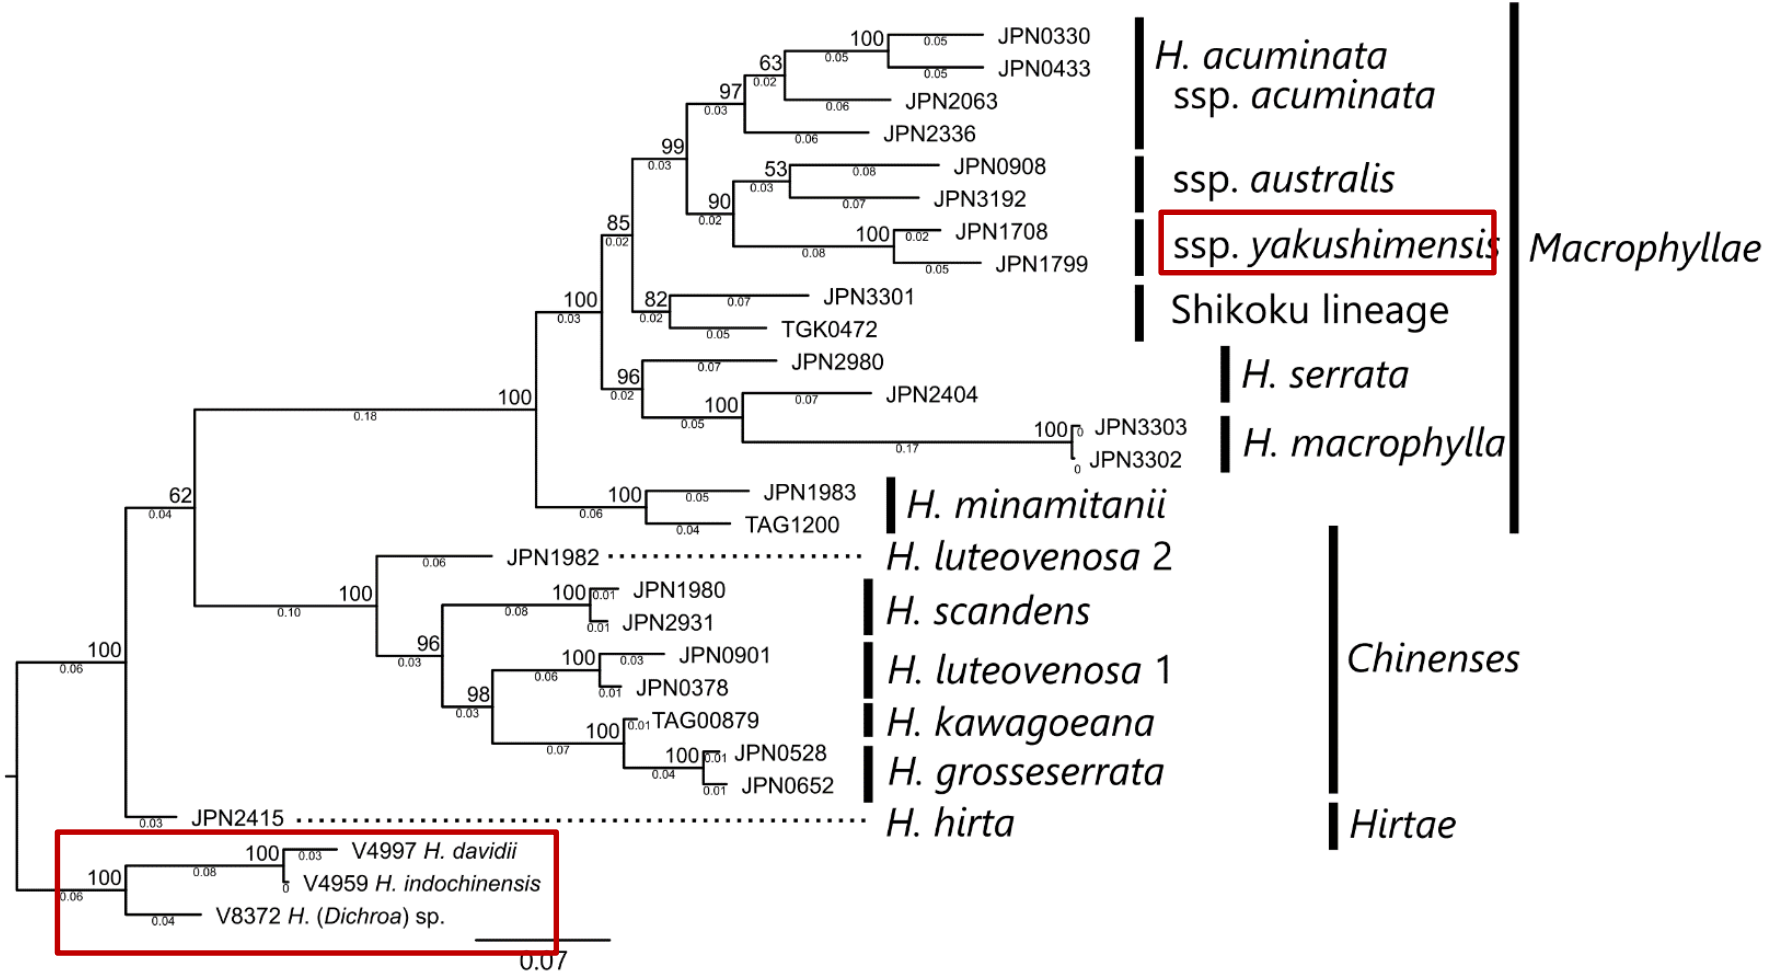 100
0.05
JPN0330
0.05
0.05
JPN0433
63
0.02
0.06
JPN2063
97
0.03
0.06
JPN2336
H. acuminata
ssp. acuminata
99
0.03
53
0.03
0.08
JPN0908
0.07
JPN3192
ssp. australis
90
0.02
100
0.08
0.02
JPN1708
0.05
JPN1799
ssp. yakushimensis
Macrophyllae
85
0.02
82
0.02
0.07
JPN3301
0.05
TGK0472
Shikoku lineage
100
0.03
96
0.02
0.07
JPN2980
H. serrata
100
0.05
0.07
JPN2404
0.17
100
0
JPN3303
0
JPN3302
H. macrophylla
100
0.18
100
0.06
0.05
JPN1983
0.04
TAG1200
H. minamitanii
62
0.04
0.06
JPN1982
H. luteovenosa 2
100
0.10
100
0.08
0.01
JPN1980
0.01
JPN2931
H. scandens
96
0.03
100
0.06
0.03
JPN0901
0.01
JPN0378
H. luteovenosa 1
Chinenses
98
0.03
100
0.07
0.01
TAG00879
H. kawagoeana
100
0.04
0.01
JPN0528
0.01
JPN0652
H. grosseserrata
100
0.06
0.03
JPN2415
H. hirta
Hirtae
100
0.06
100
0.08
0.03
V4997 H. davidii
0
V4959 H. indochinensis
0.04
V8372 H. (Dichroa) sp.
0.07